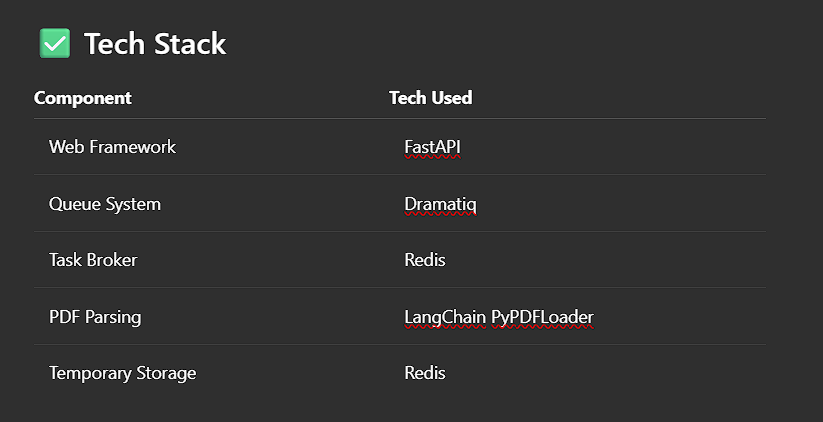 ✅ Tech Stack
Component Tech Used
Web Framework FastAPI
Queue System Dramatiq
Task Broker Redis
PDF Parsing LangChain PyPDFLoader
Temporary Storage Redis